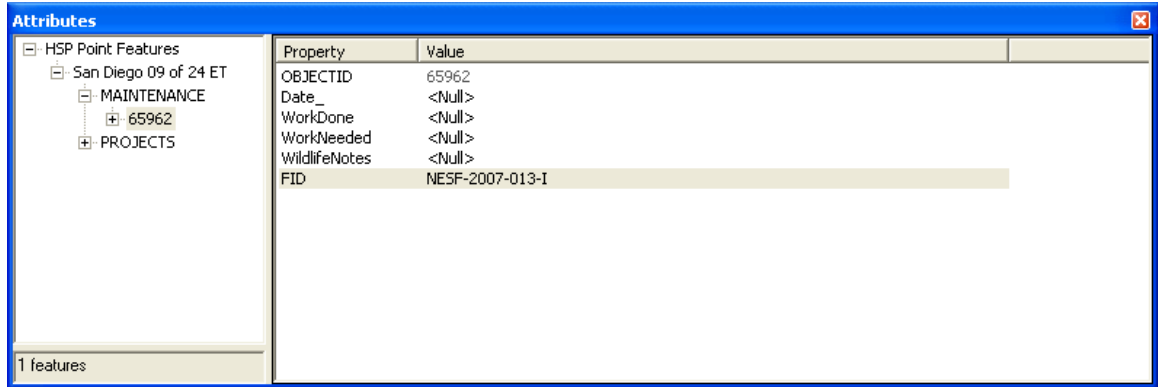 Attributes
HSP Point Features
San Diego 09 of 24 ET
MAINTENANCE
65962
PROJECTS
1 features
Property Value
OBJECTID 65962
Date_ <Null>
WorkDone <Null>
WorkNeeded <Null>
WildlifeNotes <Null>
FID NESF-2007-013-I